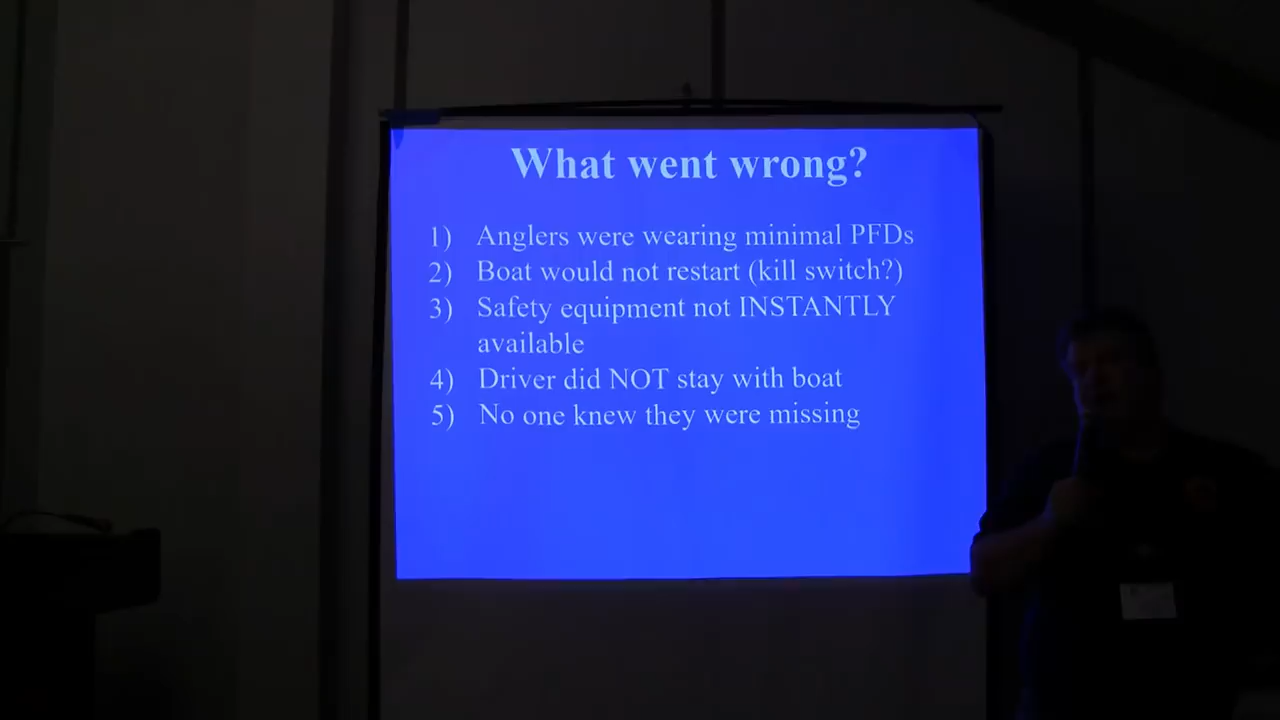 What went wrong?
1) Anglers were wearing minimal PFDs
2) Boat would not restart (kill switch?)
3) Safety equipment not INSTANTLY
available
4) Driver did NOT stay with boat
5) No one knew they were missing